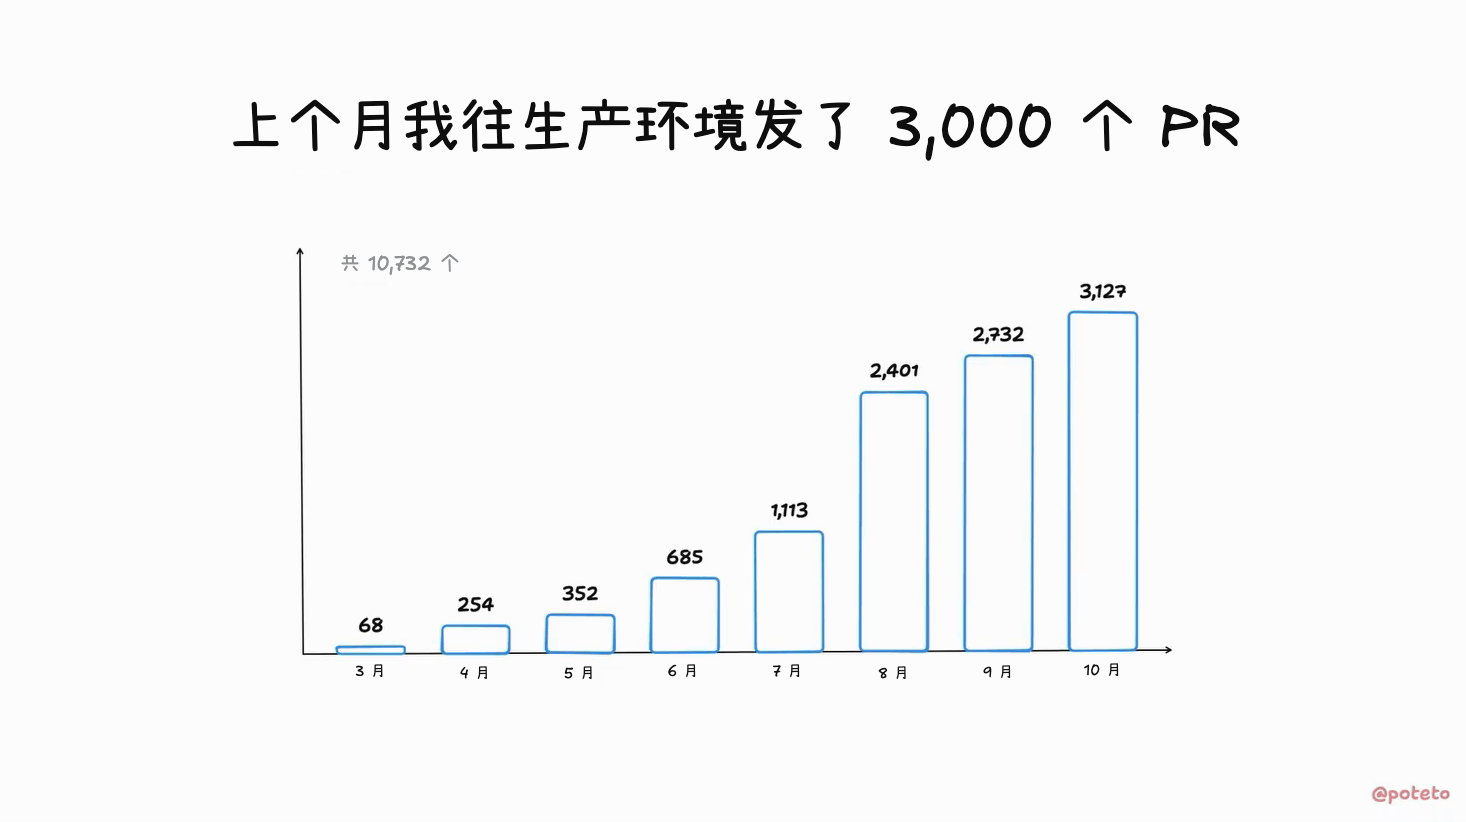 上个月我往生产环境发了 3,000 个 PR
共 10,732 个
68
254
352
685
1,113
2,401
2,732
3,127
3 月
4 月
5 月
6 月
7 月
8 月
9 月
10 月
@poteto